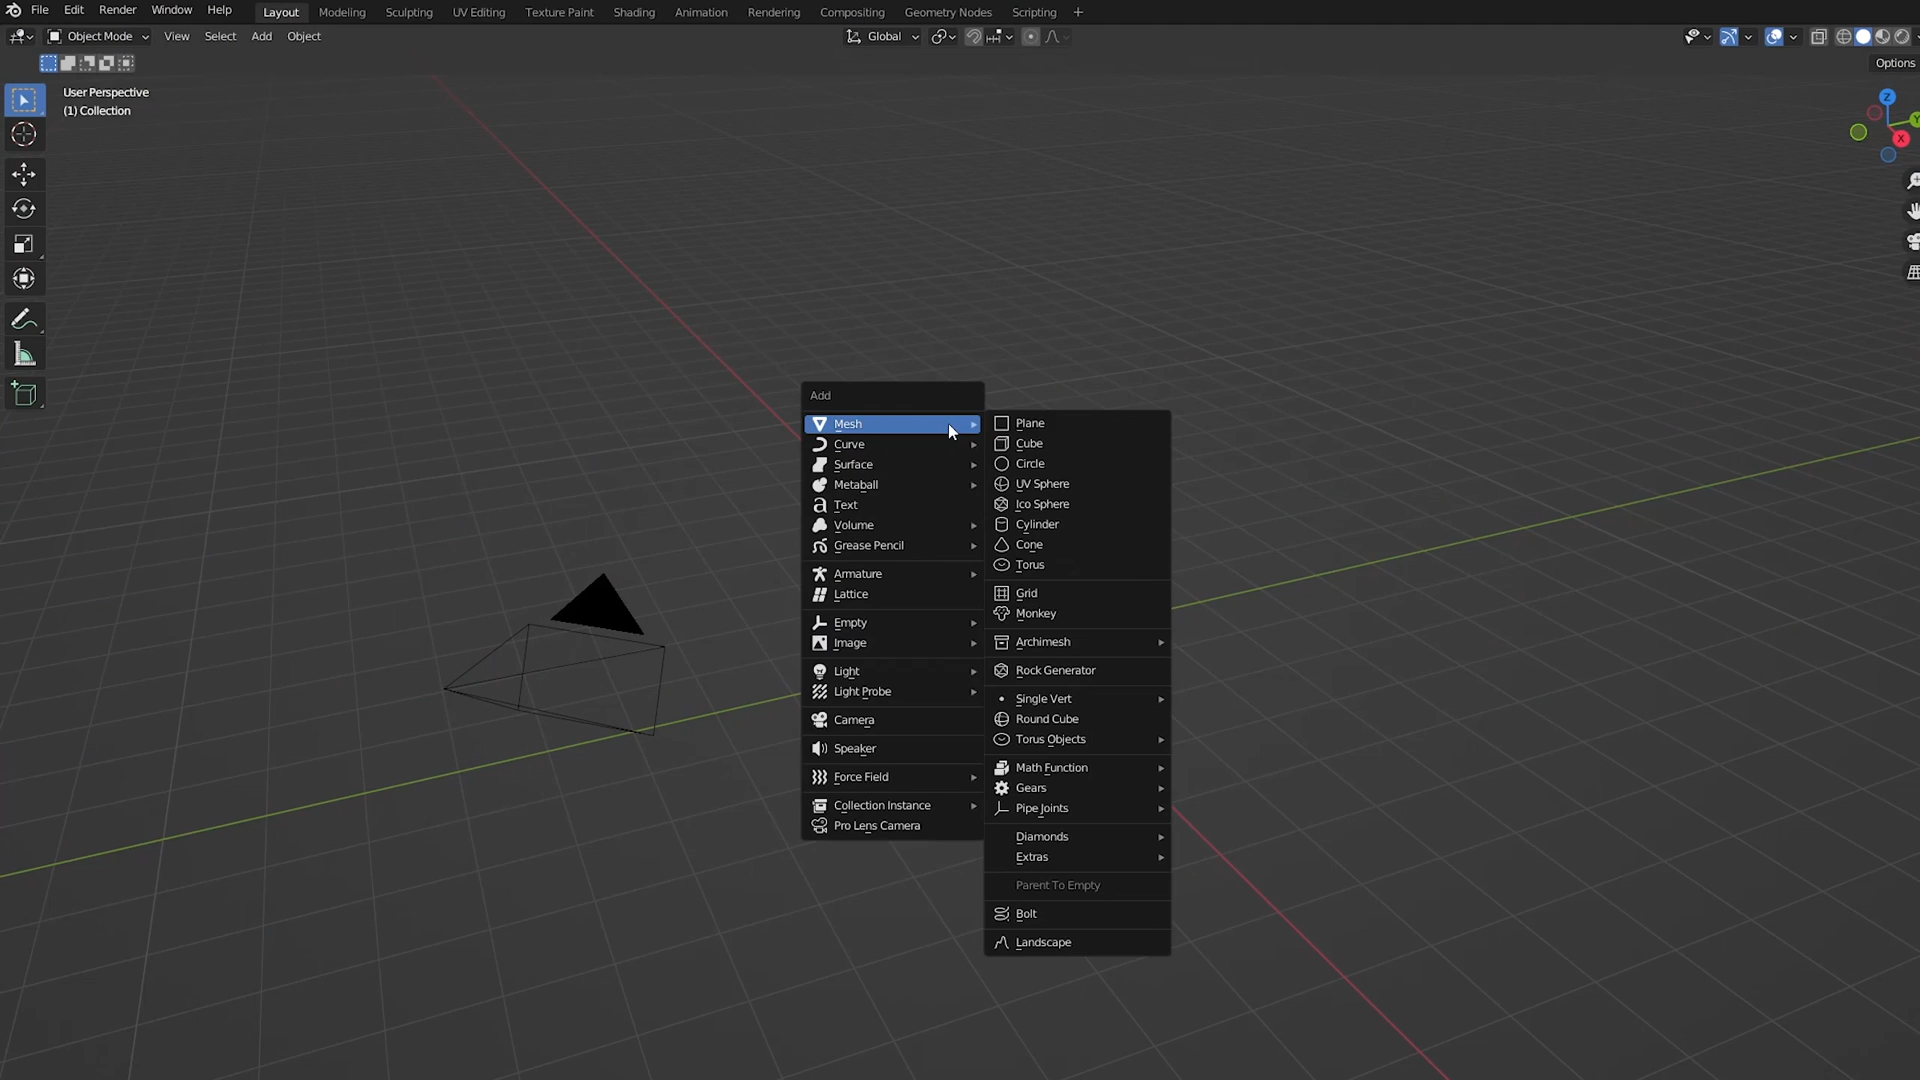 File Edit Render Window Help Layout Modeling Sculpting UV Editing Texture Paint Shading Animation Rendering Compositing Geometry Nodes Scripting +
Object Mode View Select Add Object Global
Options
User Perspective
(1) Collection
Z
Y
X
Add
Mesh
Curve
Surface
Metaball
Text
Volume
Grease Pencil
Armature
Lattice
Empty
Image
Light
Light Probe
Camera
Speaker
Force Field
Collection Instance
Pro Lens Camera
Plane
Cube
Circle
UV Sphere
Ico Sphere
Cylinder
Cone
Torus
Grid
Monkey
Archimesh
Rock Generator
Single Vert
Round Cube
Torus Objects
Math Function
Gears
Pipe Joints
Diamonds
Extras
Parent To Empty
Bolt
Landscape